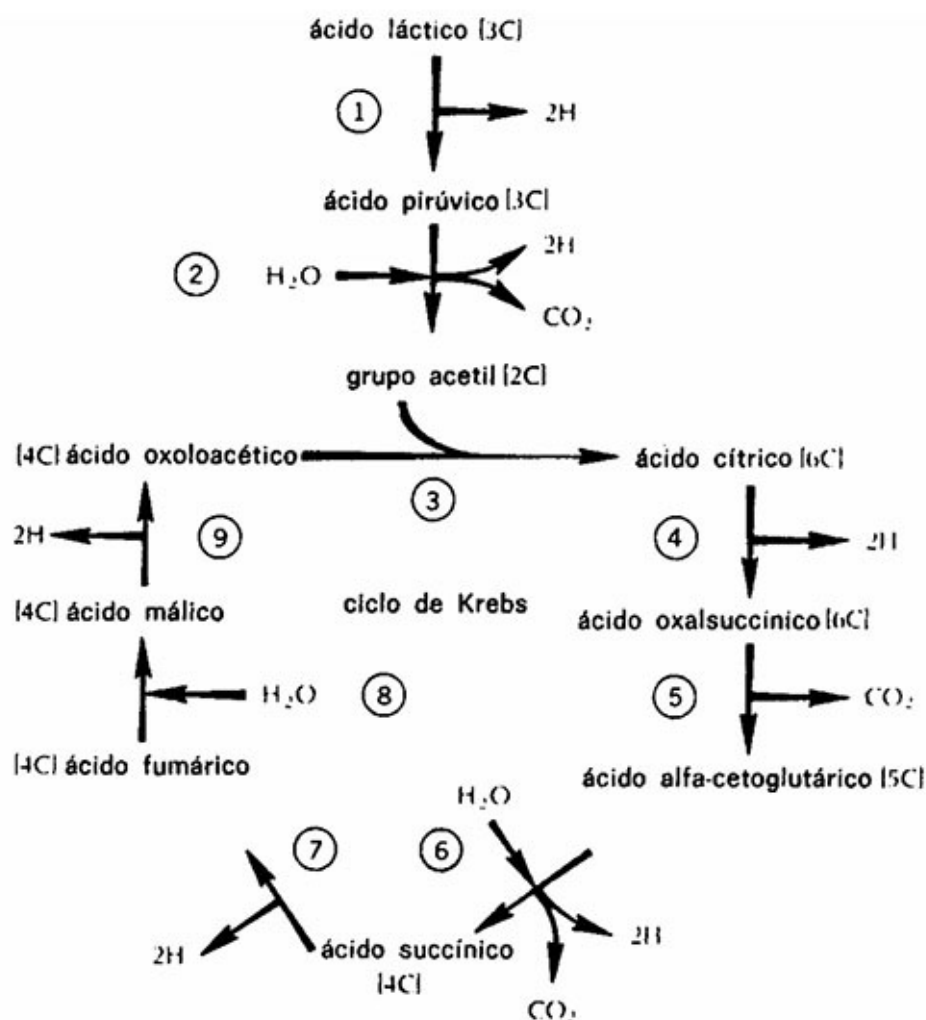 ácido láctico [3C]
① 2H
ácido pirúvico [3C]
2H
② H₂O
CO₂
grupo acetil [2C]
[4C] ácido oxoloacético ácido cítrico [6C]
③
2H ⑨ ④ 2H
[4C] ácido málico ciclo de Krebs ácido oxalsuccínico [6C]
H₂O ⑧ ⑤ CO₂
[4C] ácido fumárico ácido alfa-cetoglutárico [5C]
H₂O
⑦ ⑥
2H ácido succínico 2H
[4C]
CO₂